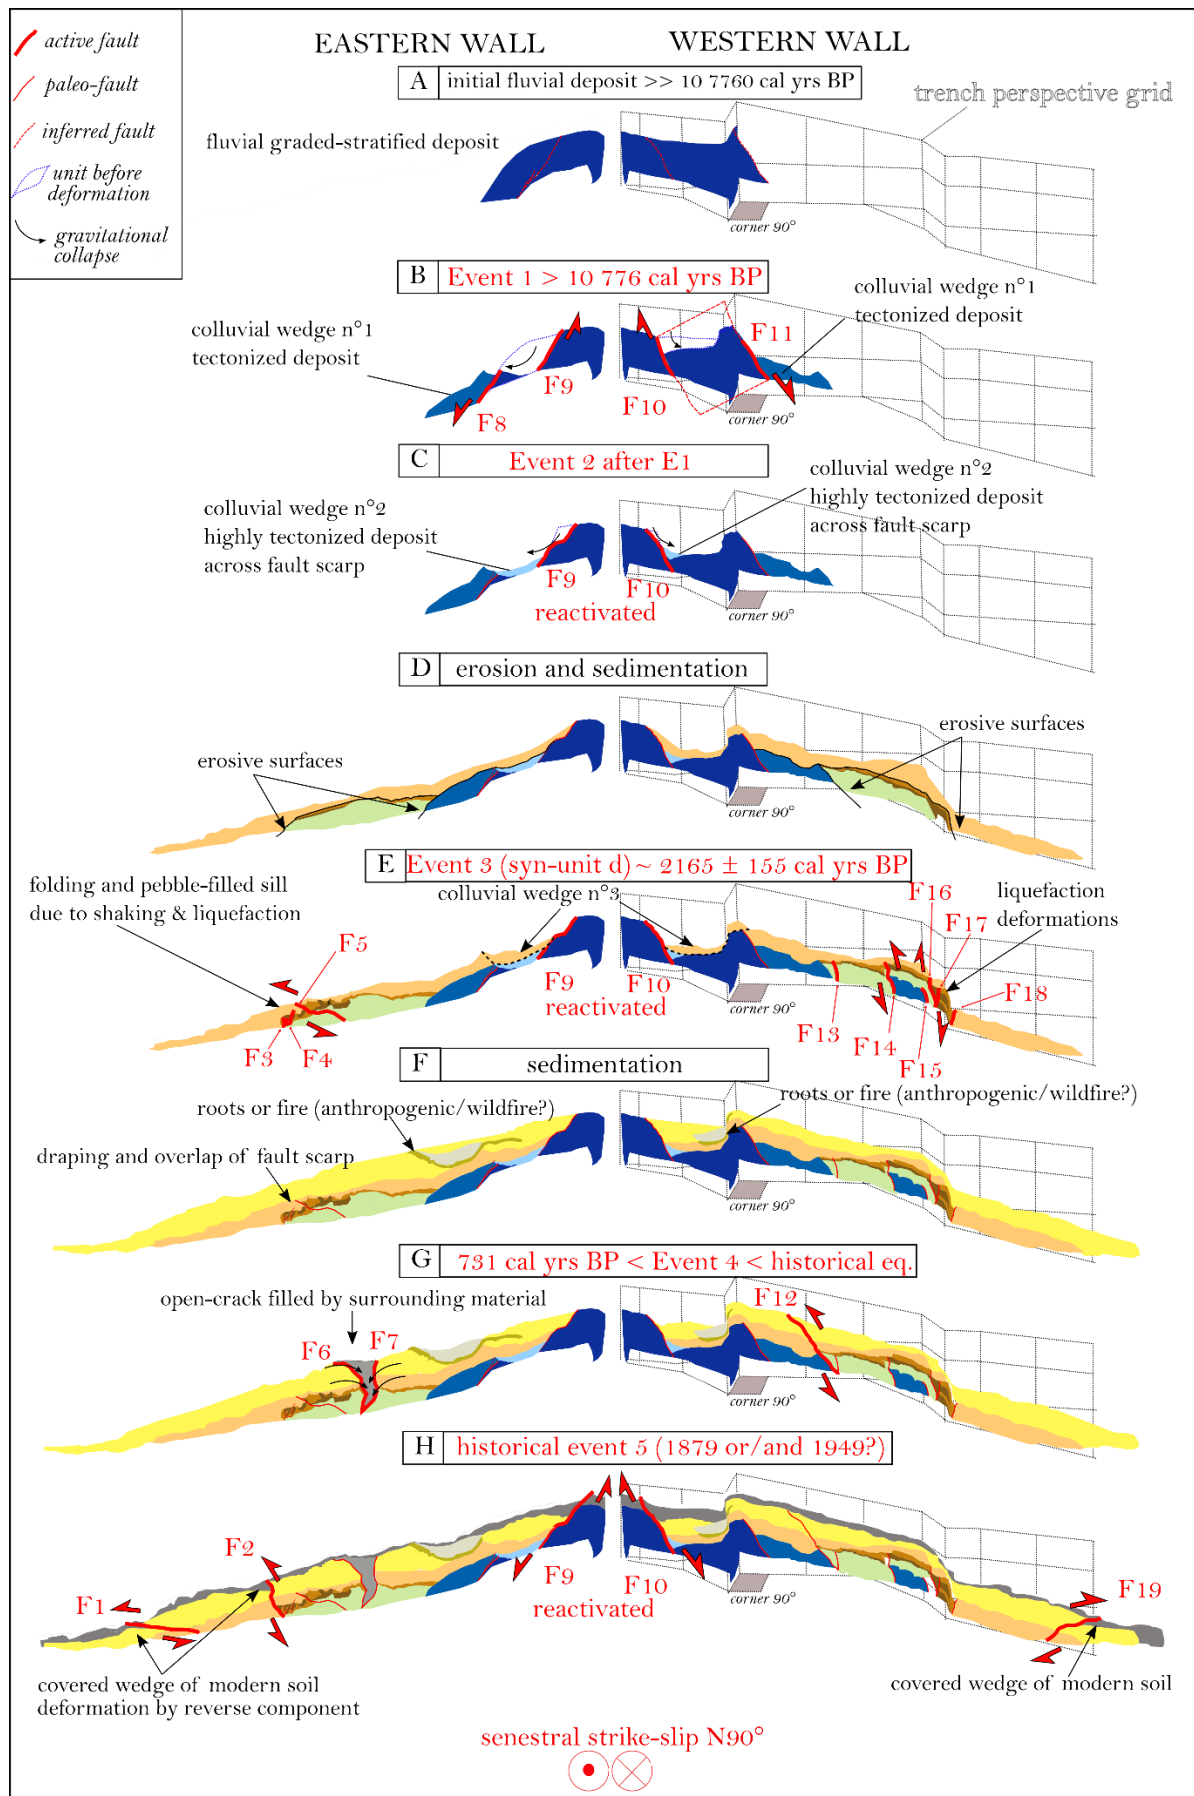 active fault
paleo-fault
inferred fault
unit before
deformation
gravitational
collapse
EASTERN WALL
WESTERN WALL
A
initial fluvial deposit >> 10 7760 cal yrs BP
trench perspective grid
fluvial graded-stratified deposit
corner 90°
B
Event 1 > 10 776 cal yrs BP
colluvial wedge n°1
tectonized deposit
colluvial wedge n°1
tectonized deposit
F11
F9
F8
F10
corner 90°
C
Event 2 after E1
colluvial wedge n°2
highly tectonized deposit
across fault scarp
colluvial wedge n°2
highly tectonized deposit
across fault scarp
F9
F10
reactivated
corner 90°
D
erosion and sedimentation
erosive surfaces
erosive surfaces
corner 90°
E
Event 3 (syn-unit d) ~ 2165 ± 155 cal yrs BP
folding and pebble-filled sill
due to shaking & liquefaction
colluvial wedge n°3
F16
liquefaction
deformations
F17
F5
F9
F10
reactivated
F18
F3
F4
F13
F14
F15
corner 90°
F
sedimentation
roots or fire (anthropogenic/wildfire?)
roots or fire (anthropogenic/wildfire?)
draping and overlap of fault scarp
corner 90°
G
731 cal yrs BP < Event 4 < historical eq.
open-crack filled by surrounding material
F12
F6
F7
corner 90°
H
historical event 5 (1879 or/and 1949?)
F2
F1
F9
F10
reactivated
F19
corner 90°
covered wedge of modern soil
deformation by reverse component
covered wedge of modern soil
senestral strike-slip N90°